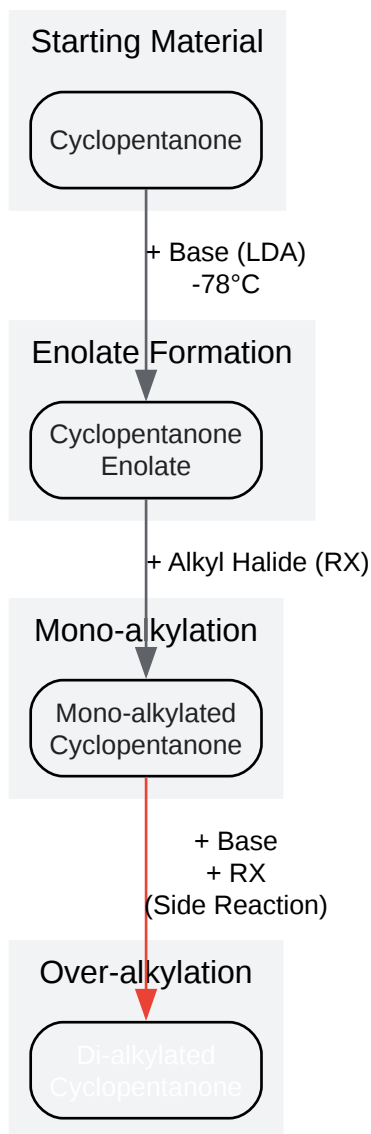 Starting Material
Cyclopentanone
+ Base (LDA)
-78°C
Enolate Formation
Cyclopentanone
Enolate
+ Alkyl Halide (RX)
Mono-alkylation
Mono-alkylated
Cyclopentanone
+ Base
+ RX
(Side Reaction)
Over-alkylation
Di-alkylated
Cyclopentanone